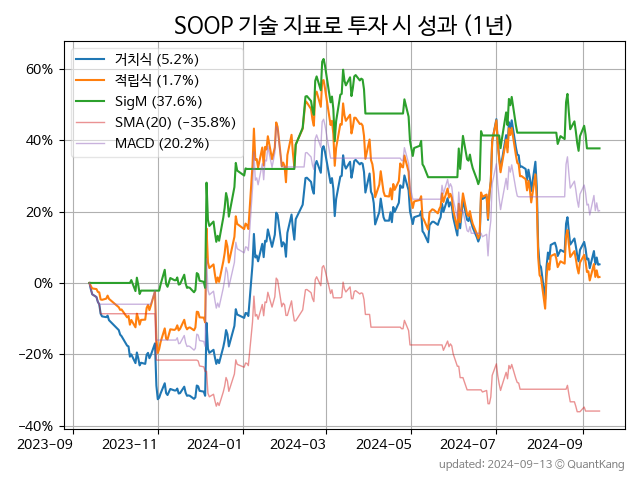 SOOP 기술 지표로 투자 시 성과 (1년)
거치식 (5.2%)
적립식 (1.7%)
SigM (37.6%)
SMA(20) (−35.8%)
MACD (20.2%)
60%
40%
20%
0%
−20%
−40%
2023-09 2023-11 2024-01 2024-03 2024-05 2024-07 2024-09
updated: 2024-09-13 © QuantKang